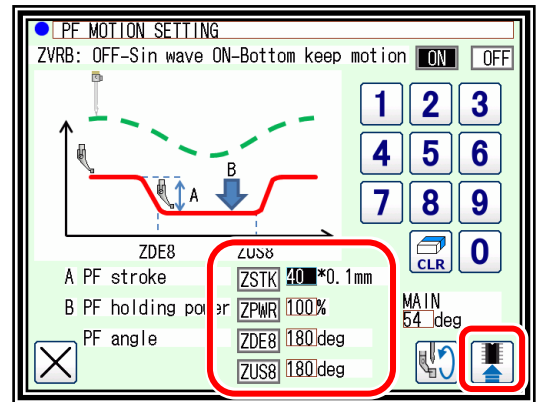 PF MOTION SETTING
ZVRB: OFF-Sin wave ON-Bottom keep motion ON OFF
1 2 3
4 5 6
7 8 9
CLR 0
B
A
ZDE8 ZUS8
A PF stroke ZSTK 40 *0.1mm
B PF holding power ZPWR 100%
MAIN
54 deg
PF angle ZDE8 180 deg
ZUS8 180 deg